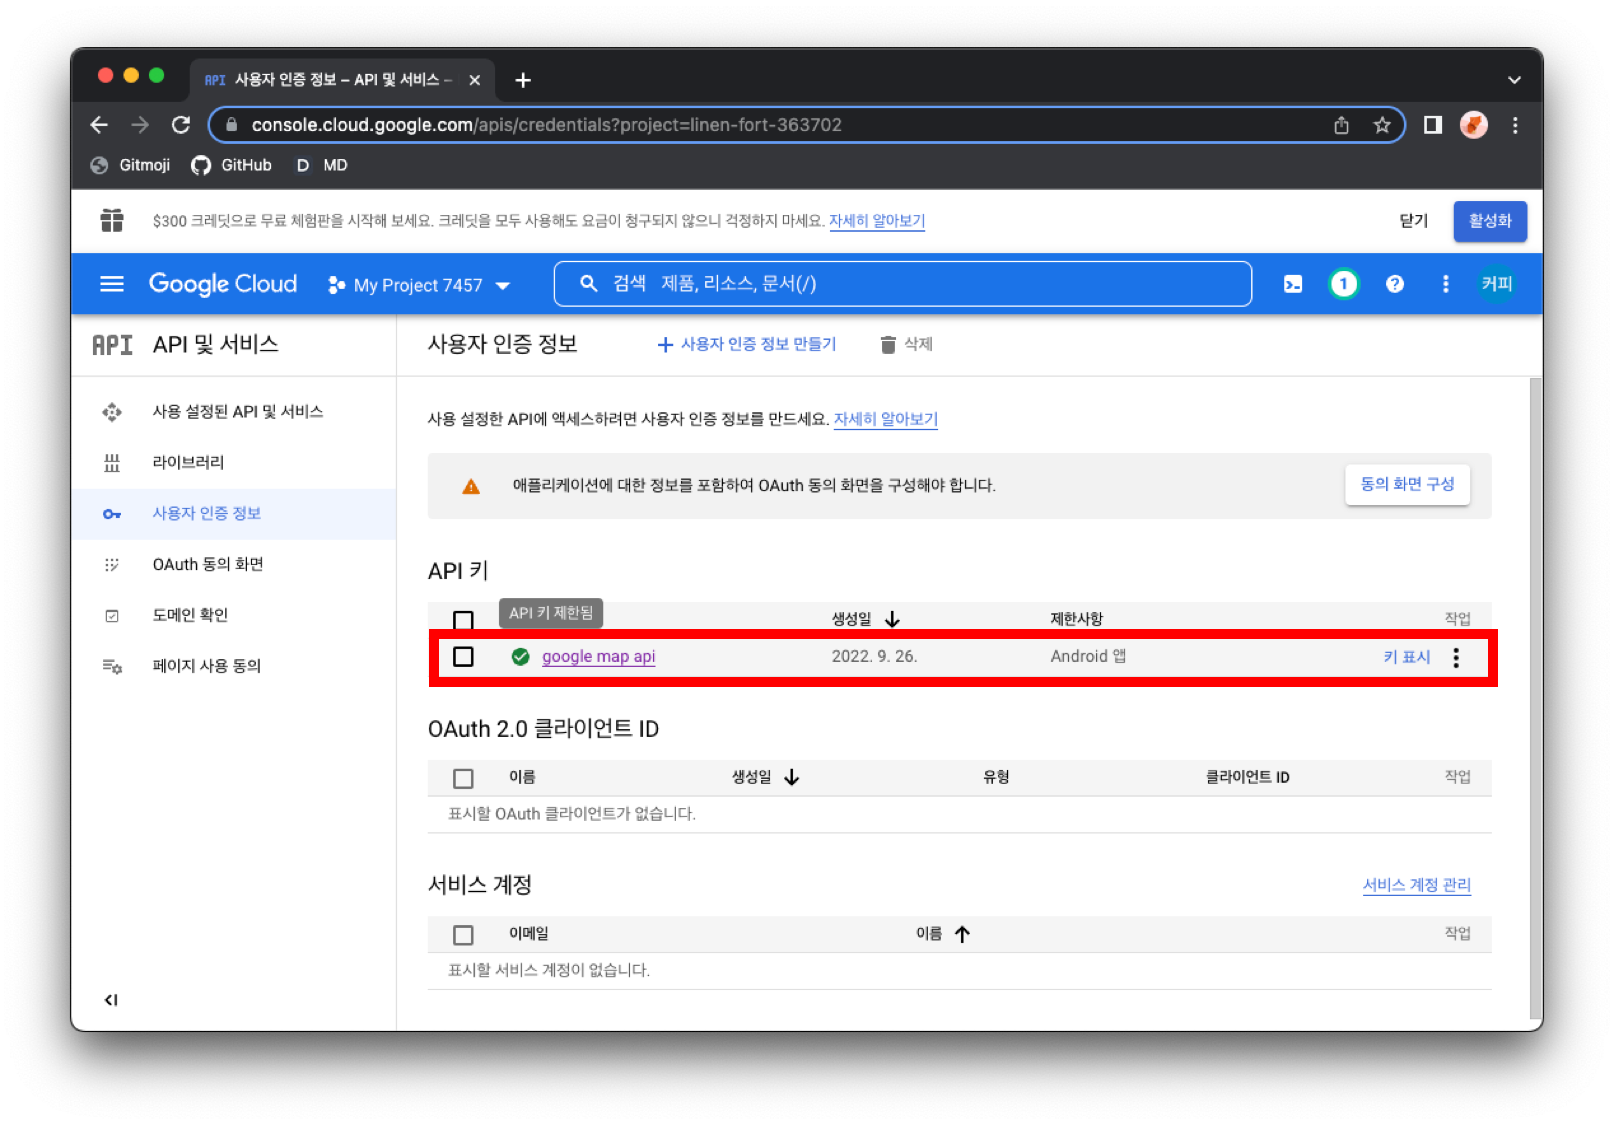 API 사용자 인증 정보 – API 및 서비스 –
console.cloud.google.com/apis/credentials?project=linen-fort-363702
Gitmoji GitHub D MD
$300 크레딧으로 무료 체험판을 시작해 보세요. 크레딧을 모두 사용해도 요금이 청구되지 않으니 걱정하지 마세요. 자세히 알아보기 닫기 활성화
Google Cloud My Project 7457 검색 제품, 리소스, 문서(/) 1 ? 커피
API API 및 서비스 사용자 인증 정보 + 사용자 인증 정보 만들기 삭제
사용 설정된 API 및 서비스
라이브러리
사용자 인증 정보
OAuth 동의 화면
도메인 확인
페이지 사용 동의
사용 설정한 API에 액세스하려면 사용자 인증 정보를 만드세요. 자세히 알아보기
애플리케이션에 대한 정보를 포함하여 OAuth 동의 화면을 구성해야 합니다. 동의 화면 구성
API 키
API 키 제한됨 생성일 제한사항 작업
google map api 2022. 9. 26. Android 앱 키 표시
OAuth 2.0 클라이언트 ID
이름 생성일 유형 클라이언트 ID 작업
표시할 OAuth 클라이언트가 없습니다.
서비스 계정 서비스 계정 관리
이메일 이름 작업
표시할 서비스 계정이 없습니다.